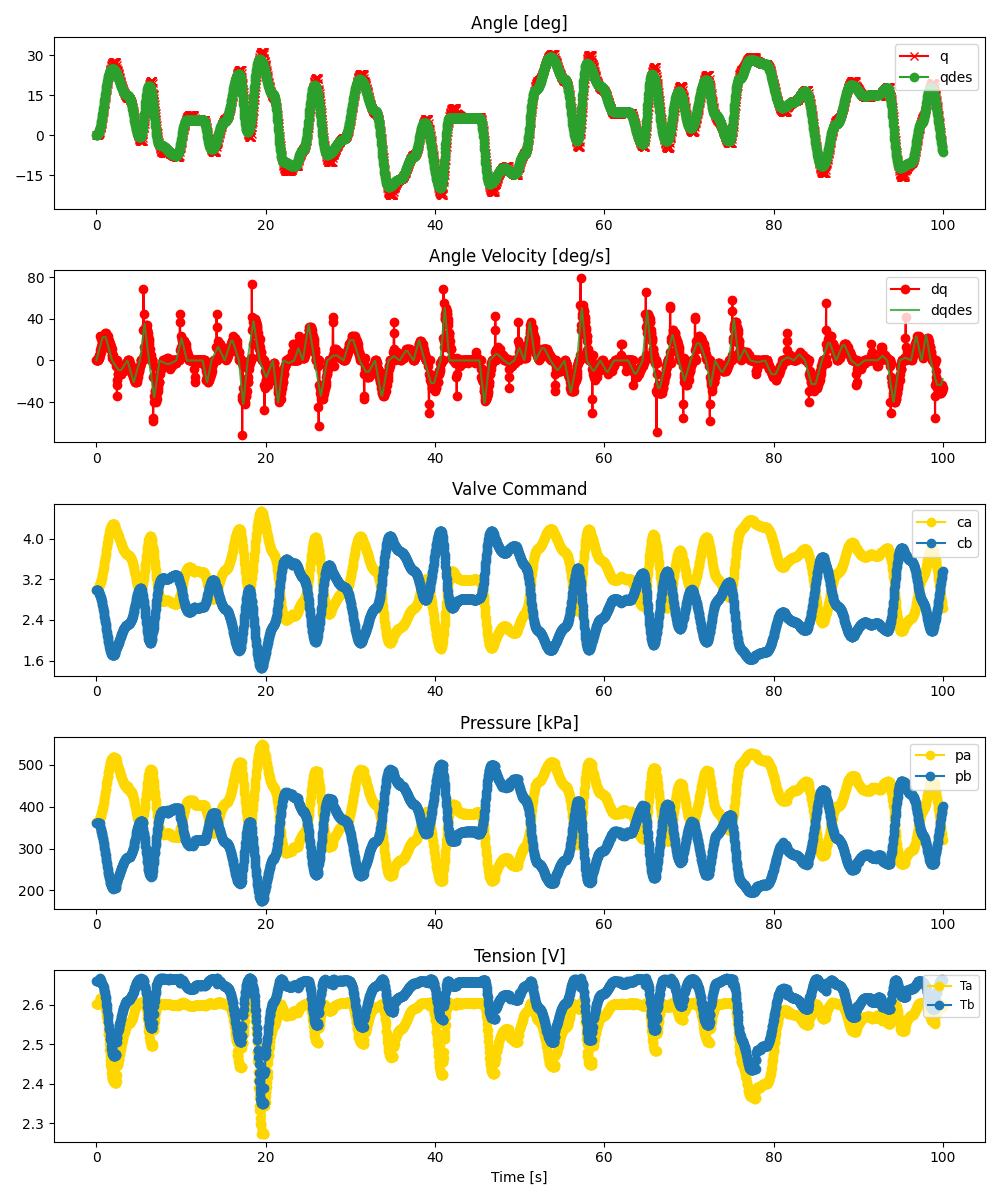 Angle [deg]
30
15
0
−15
q
qdes
0 20 40 60 80 100
Angle Velocity [deg/s]
80
40
0
−40
dq
dqdes
0 20 40 60 80 100
Valve Command
4.0
3.2
2.4
1.6
ca
cb
0 20 40 60 80 100
Pressure [kPa]
500
400
300
200
pa
pb
0 20 40 60 80 100
Tension [V]
2.6
2.5
2.4
2.3
Ta
Tb
0 20 40 60 80 100
Time [s]